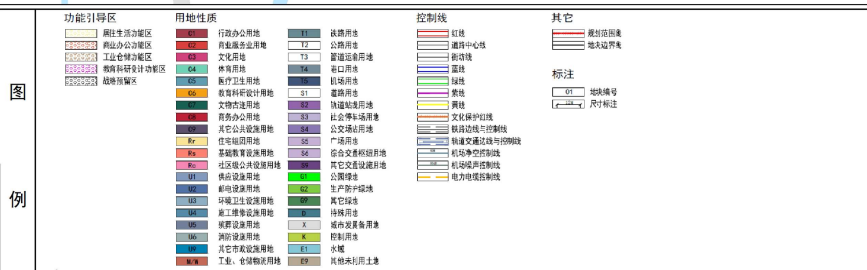 图例
功能引导区
居住生活功能区
商业办公功能区
工业仓储功能区
教育科研设计功能区
战略预留区
用地性质
C1 行政办公用地
C2 商业服务业用地
C3 文化用地
C4 体育用地
C5 医疗卫生用地
C6 教育科研设计用地
C7 文物古迹用地
C8 商务办公用地
C9 其它公共设施用地
Rr 住宅组团用地
Rs 基础教育设施用地
Rc 社区级公共设施用地
U1 供应设施用地
U2 邮电设施用地
U3 环境卫生设施用地
U4 施工维修设施用地
U5 殡葬设施用地
U6 消防设施用地
U9 其它市政设施用地
M/W 工业、仓储物流用地
T1 铁路用地
T2 公路用地
T3 管道运输用地
T4 港口用地
T5 机场用地
S1 道路用地
S2 轨道站线用地
S3 社会停车场用地
S4 公交场站用地
S5 广场用地
S6 综合交通枢纽用地
S9 其它交通设施用地
G1 公园绿地
G2 生产防护绿地
G9 其它绿地
D 特殊用地
X 城市发展备用地
K 控制用地
E1 水域
E9 其他未利用土地
控制线
红线
道路中心线
街坊线
蓝线
绿线
紫线
黄线
文化保护红线
铁路边线与控制线
轨道交通边线与控制线
机场净空控制线
机场噪声控制线
电力电缆控制线
其它
规划范围线
地块边界线
标注
01 地块编号
尺寸标注